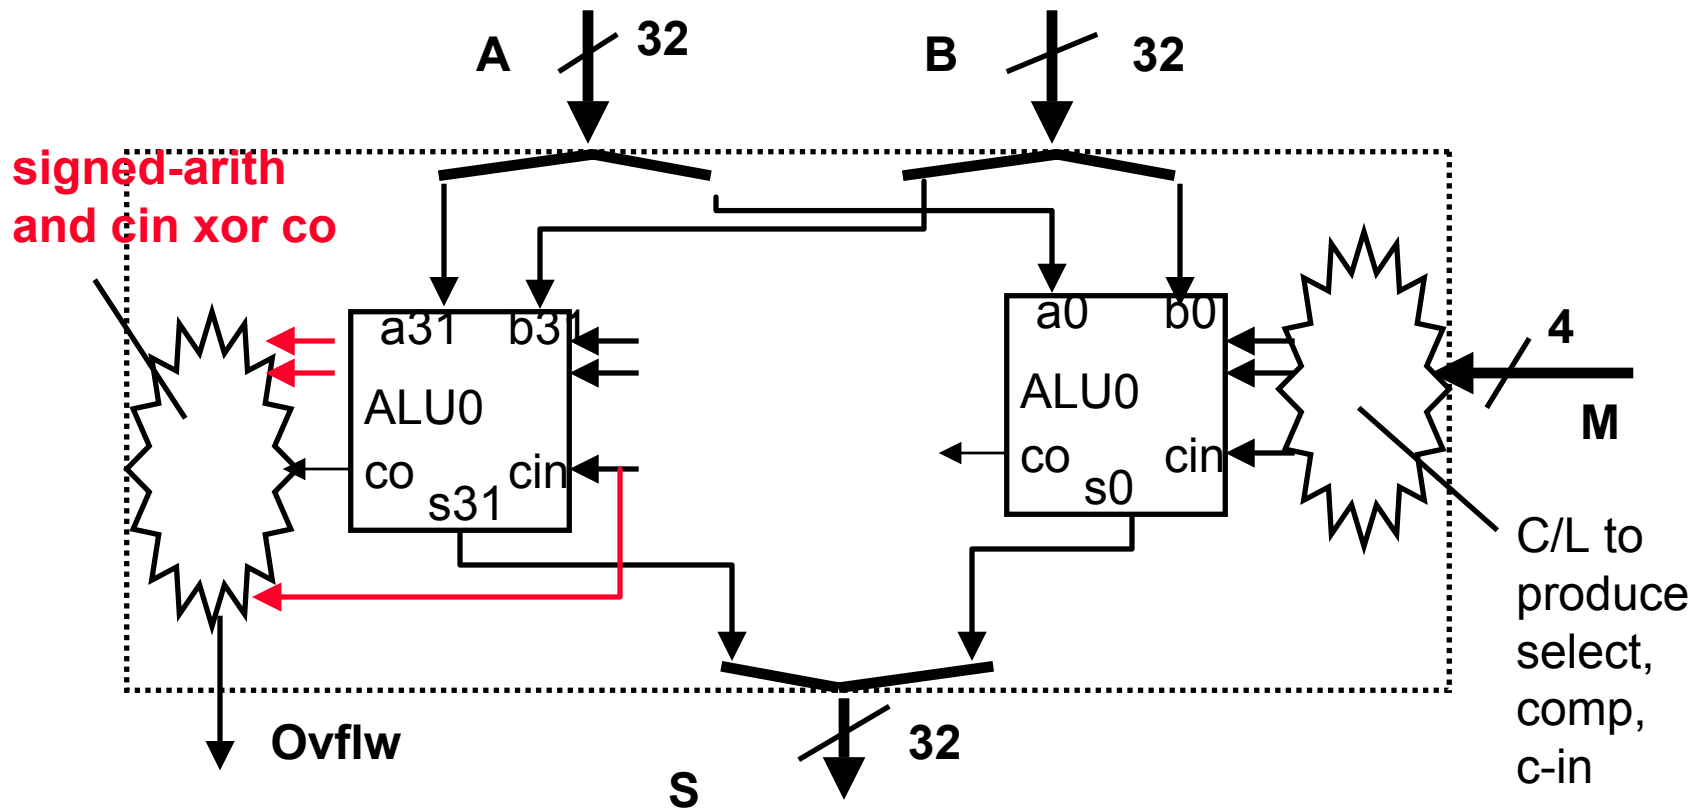 A
32
B
32
signed-arith
and cin xor co
a31
b31
ALU0
co
cin
s31
a0
b0
ALU0
co
cin
s0
4
M
C/L to
produce
select,
comp,
c-in
Ovflw
32
S